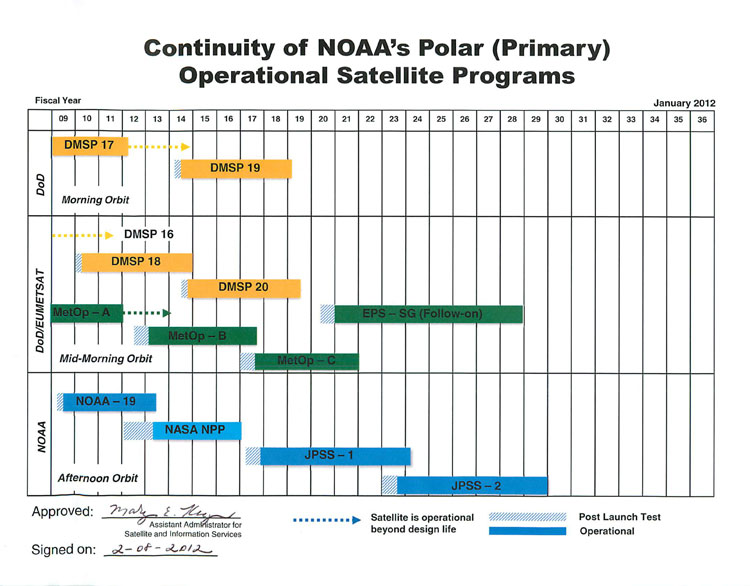 Continuity of NOAA's Polar (Primary)
Operational Satellite Programs
Fiscal Year
January 2012
09 10 11 12 13 14 15 16 17 18 19 20 21 22 23 24 25 26 27 28 29 30 31 32 33 34 35 36
DoD
DMSP 17
DMSP 19
Morning Orbit
DoD/EUMETSAT
DMSP 16
DMSP 18
DMSP 20
MetOp – A
EPS – SG (Follow-on)
MetOp – B
Mid-Morning Orbit
MetOp – C
NOAA
NOAA – 19
NASA NPP
JPSS – 1
Afternoon Orbit
JPSS – 2
Approved: Mary E.
Assistant Administrator for
Satellite and Information Services
Signed on: 2-08-2012
Satellite is operational
beyond design life
Post Launch Test
Operational